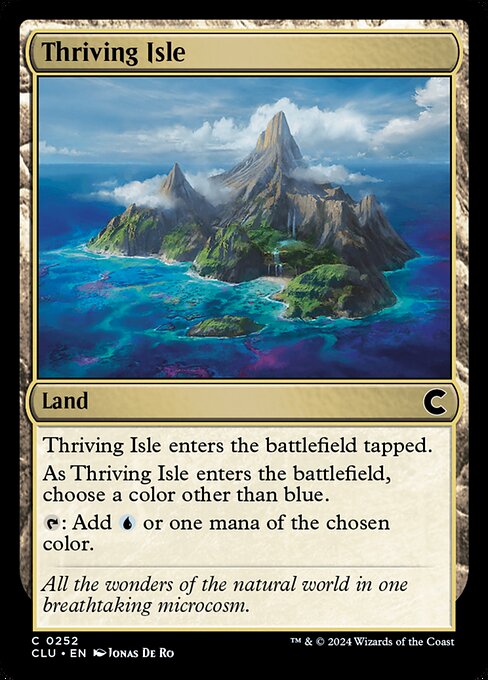 Thriving Isle
Land
Thriving Isle enters the battlefield tapped.
As Thriving Isle enters the battlefield,
choose a color other than blue.
: Add or one mana of the chosen
color.
All the wonders of the natural world in one
breathtaking microcosm.
C 0252
™ & © 2024 Wizards of the Coast
CLU • EN Jonas De Ro